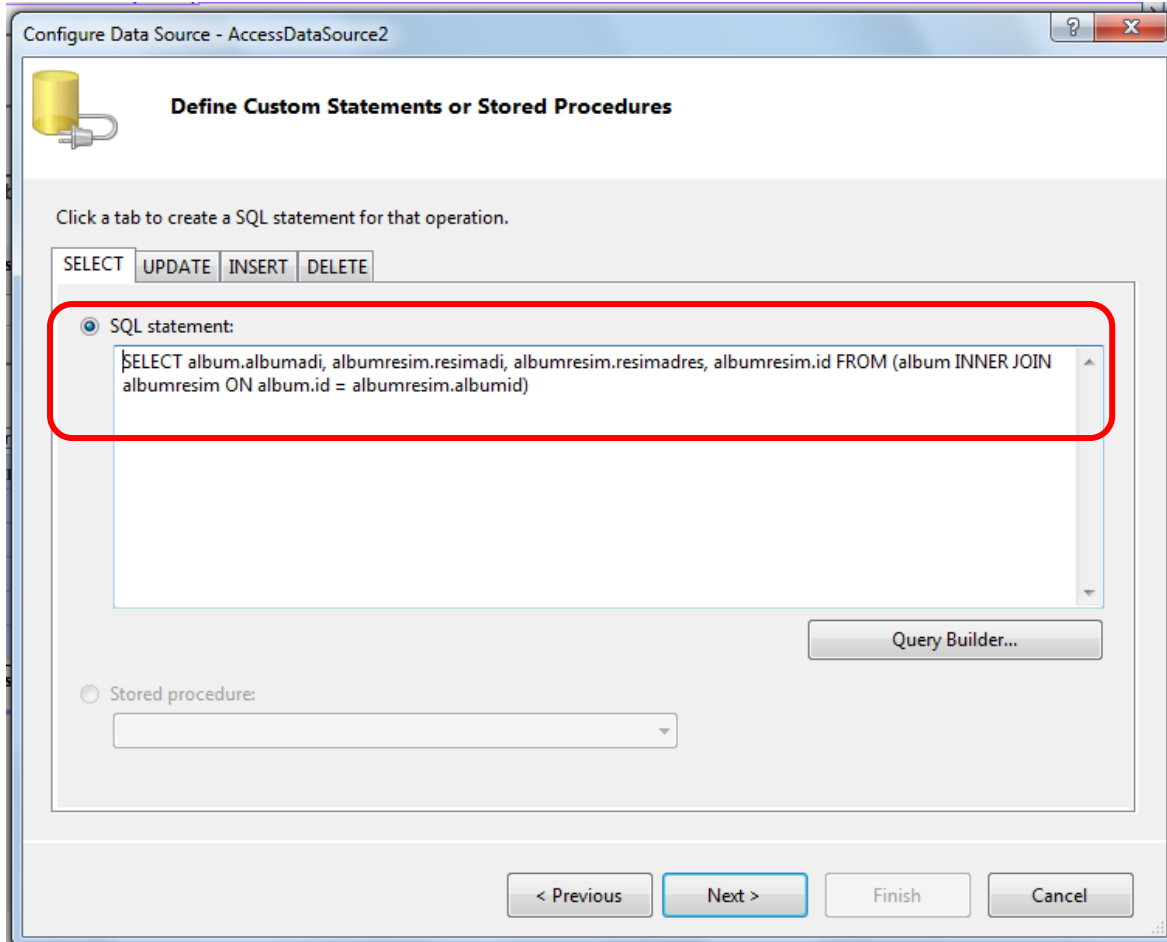 Configure Data Source - AccessDataSource2
Define Custom Statements or Stored Procedures
Click a tab to create a SQL statement for that operation.
SELECT UPDATE INSERT DELETE
SQL statement:
SELECT album.albumadi, albumresim.resimadi, albumresim.resimadres, albumresim.id FROM (album INNER JOIN
albumresim ON album.id = albumresim.albumid)
Query Builder...
Stored procedure:
< Previous Next > Finish Cancel